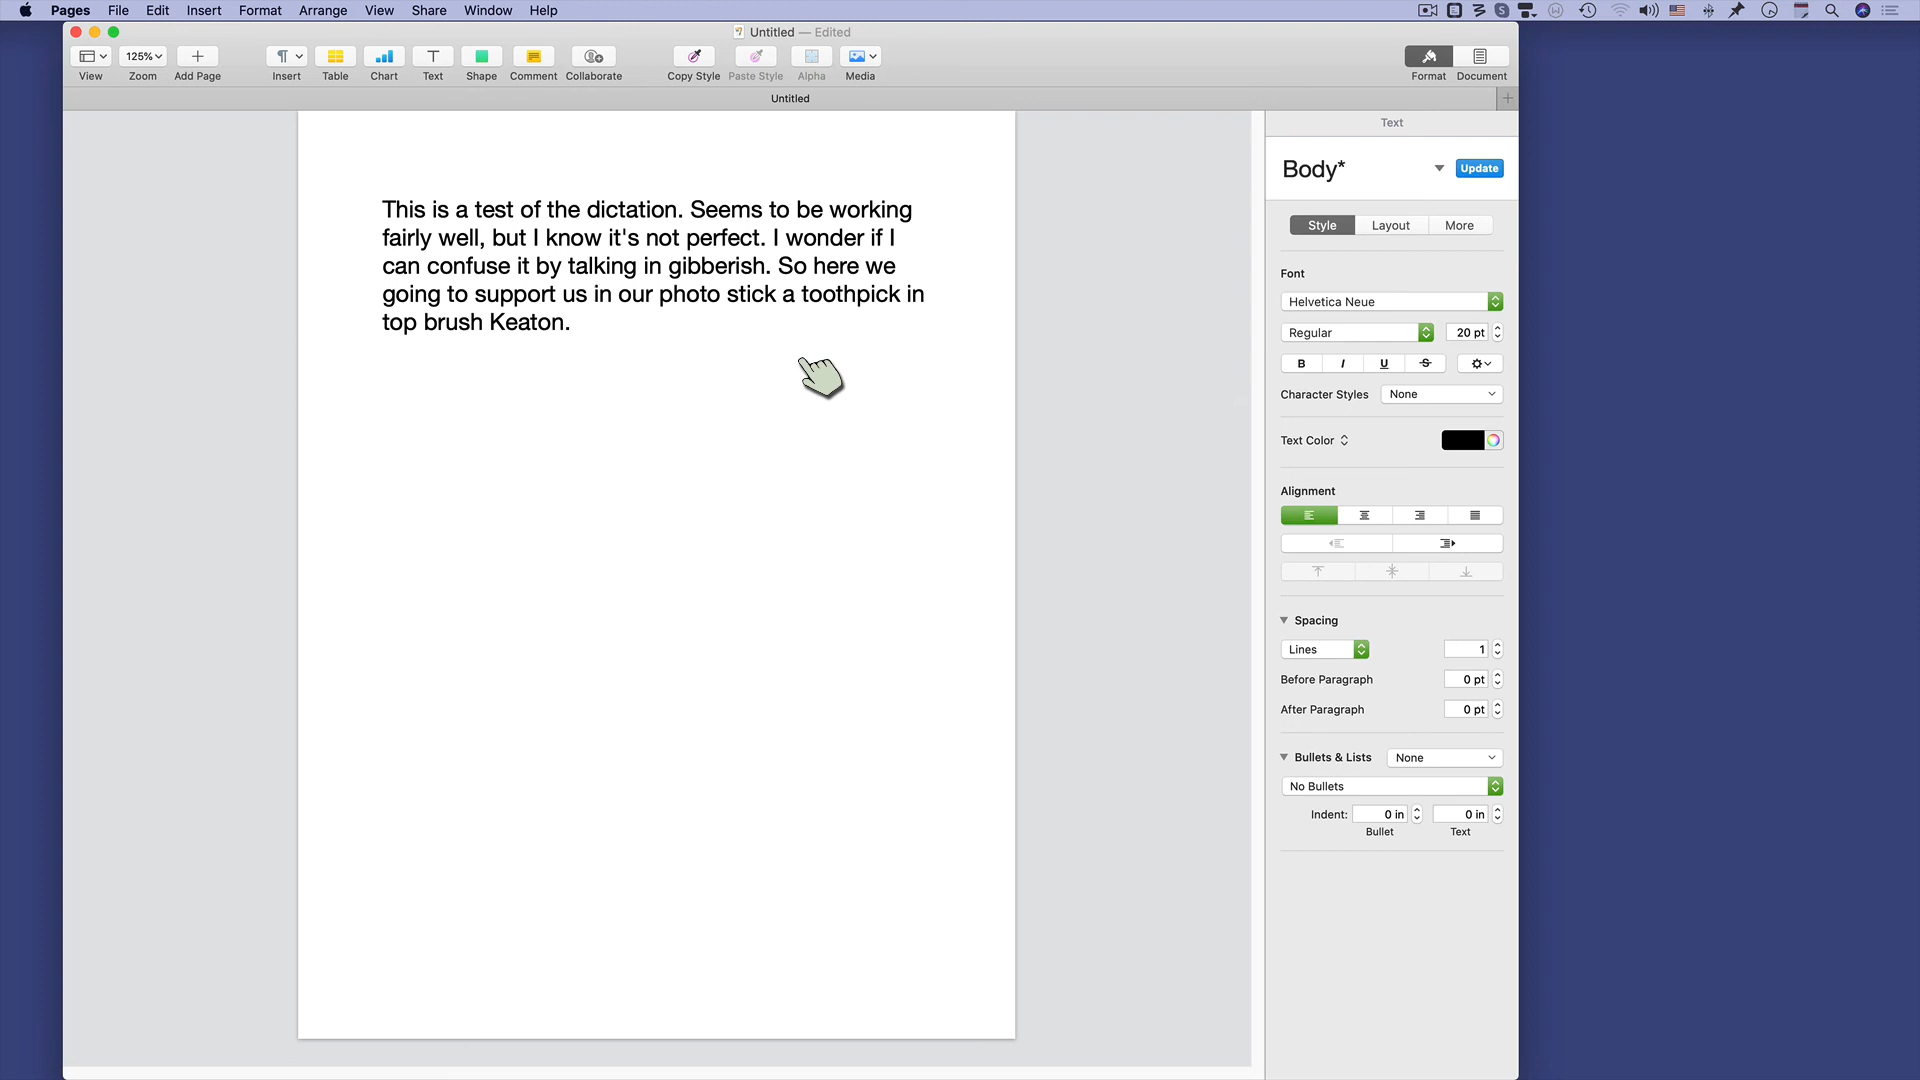 Pages File Edit Insert Format Arrange View Share Window Help
Untitled — Edited
125%
View Zoom Add Page Insert Table Chart Text Shape Comment Collaborate Copy Style Paste Style Alpha Media Format Document
Untitled
Text
Body* Update
Style Layout More
Font
Helvetica Neue
Regular 20 pt
B I U S
Character Styles None
Text Color
Alignment
Spacing
Lines 1
Before Paragraph 0 pt
After Paragraph 0 pt
Bullets & Lists None
No Bullets
Indent: 0 in 0 in
Bullet Text
This is a test of the dictation. Seems to be working
fairly well, but I know it's not perfect. I wonder if I
can confuse it by talking in gibberish. So here we
going to support us in our photo stick a toothpick in
top brush Keaton.